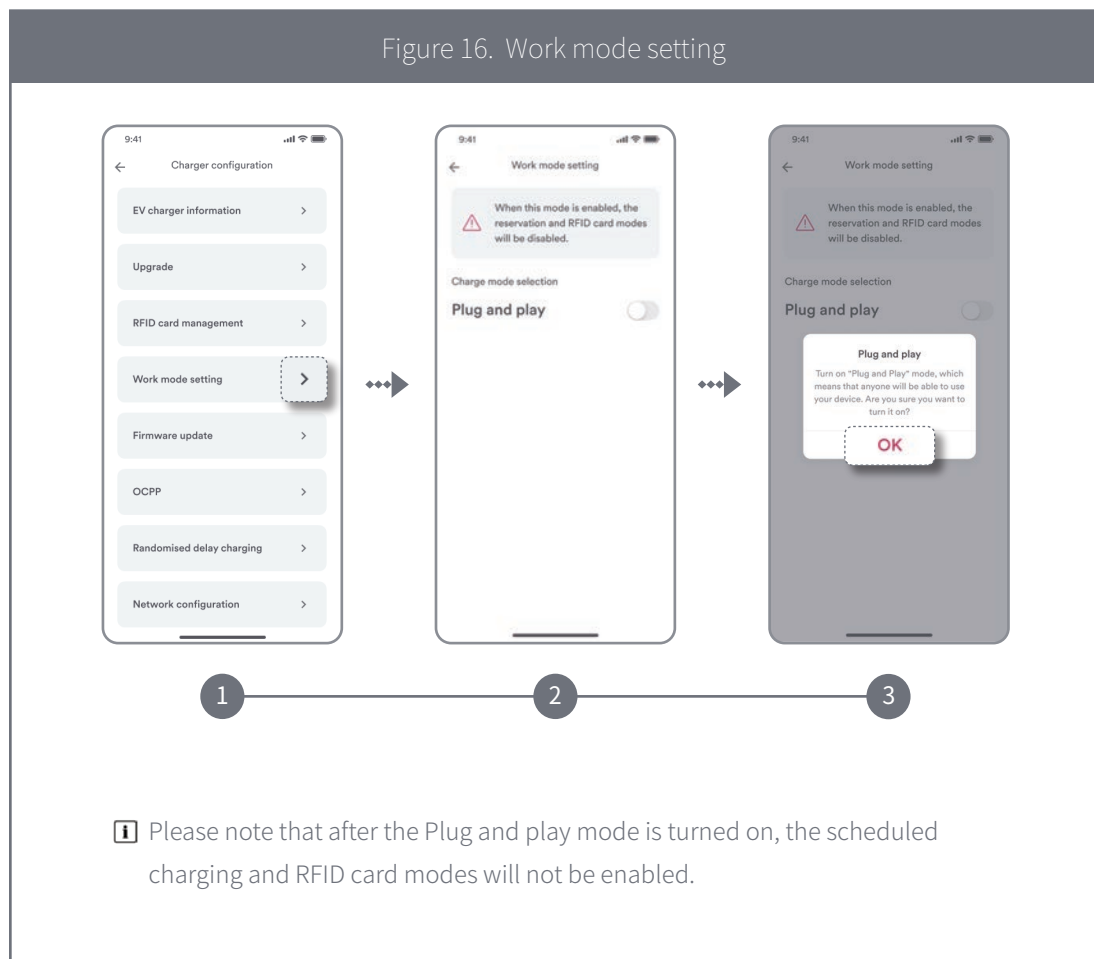 Figure 16. Work mode setting
9:41
Charger configuration
EV charger information
Upgrade
RFID card management
Work mode setting
Firmware update
OCPP
Randomised delay charging
Network configuration
9:41
Work mode setting
When this mode is enabled, the
reservation and RFID card modes
will be disabled.
Charge mode selection
Plug and play
9:41
Work mode setting
When this mode is enabled, the
reservation and RFID card modes
will be disabled.
Charge mode selection
Plug and play
Plug and play
Turn on "Plug and Play" mode, which
means that anyone will be able to use
your device. Are you sure you want to
turn it on?
OK
1
2
3
Please note that after the Plug and play mode is turned on, the scheduled
charging and RFID card modes will not be enabled.